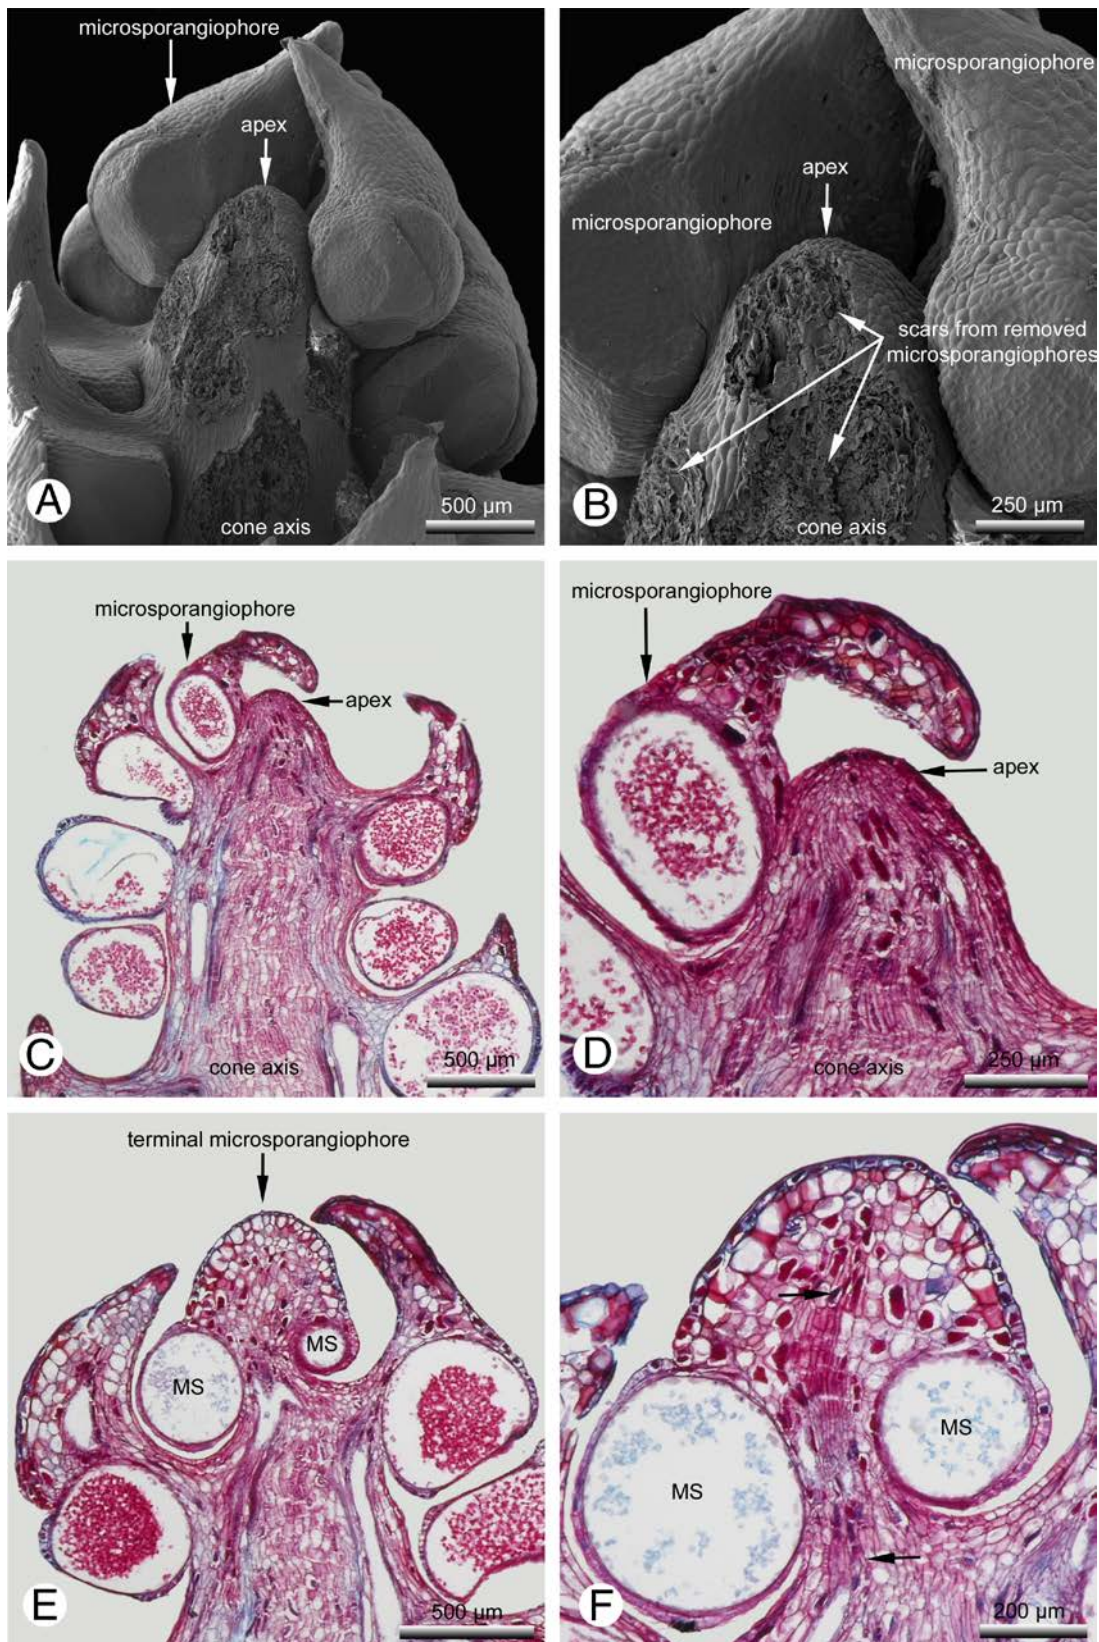 microsporangiophore
apex
cone axis
A
500 µm
microsporangiophore
apex
microsporangiophore
scars from removed
microsporangiophores
cone axis
B
250 µm
microsporangiophore
apex
cone axis
C
500 µm
microsporangiophore
apex
cone axis
D
250 µm
terminal microsporangiophore
MS
MS
E
500 µm
MS
MS
F
200 µm